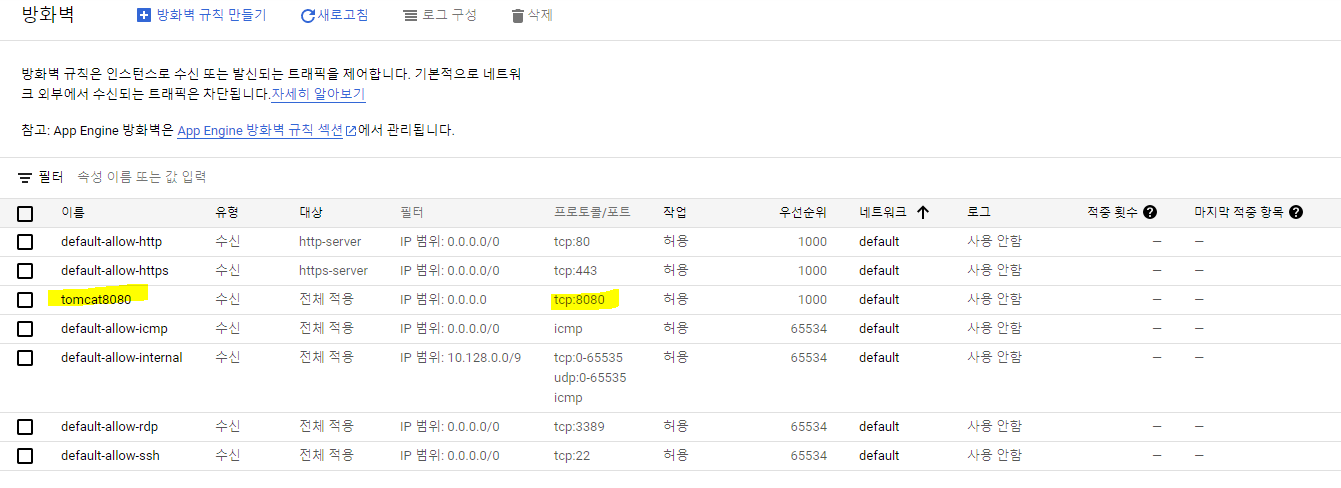 방화벽 방화벽 규칙 만들기 새로고침 로그 구성 삭제
방화벽 규칙은 인스턴스로 수신 또는 발신되는 트래픽을 제어합니다. 기본적으로 네트워
크 외부에서 수신되는 트래픽은 차단됩니다.자세히 알아보기
참고: App Engine 방화벽은 App Engine 방화벽 규칙 섹션에서 관리됩니다.
필터 속성 이름 또는 값 입력
이름 유형 대상 필터 프로토콜/포트 작업 우선순위 네트워크 로그 적중 횟수 마지막 적중 항목
default-allow-http 수신 http-server IP 범위: 0.0.0.0/0 tcp:80 허용 1000 default 사용 안함 – –
default-allow-https 수신 https-server IP 범위: 0.0.0.0/0 tcp:443 허용 1000 default 사용 안함 – –
tomcat8080 수신 전체 적용 IP 범위: 0.0.0.0 tcp:8080 허용 1000 default 사용 안함 – –
default-allow-icmp 수신 전체 적용 IP 범위: 0.0.0.0/0 icmp 허용 65534 default 사용 안함 – –
default-allow-internal 수신 전체 적용 IP 범위: 10.128.0.0/9 tcp:0-65535 허용 65534 default 사용 안함 – –
udp:0-65535
icmp
default-allow-rdp 수신 전체 적용 IP 범위: 0.0.0.0/0 tcp:3389 허용 65534 default 사용 안함 – –
default-allow-ssh 수신 전체 적용 IP 범위: 0.0.0.0/0 tcp:22 허용 65534 default 사용 안함 – –